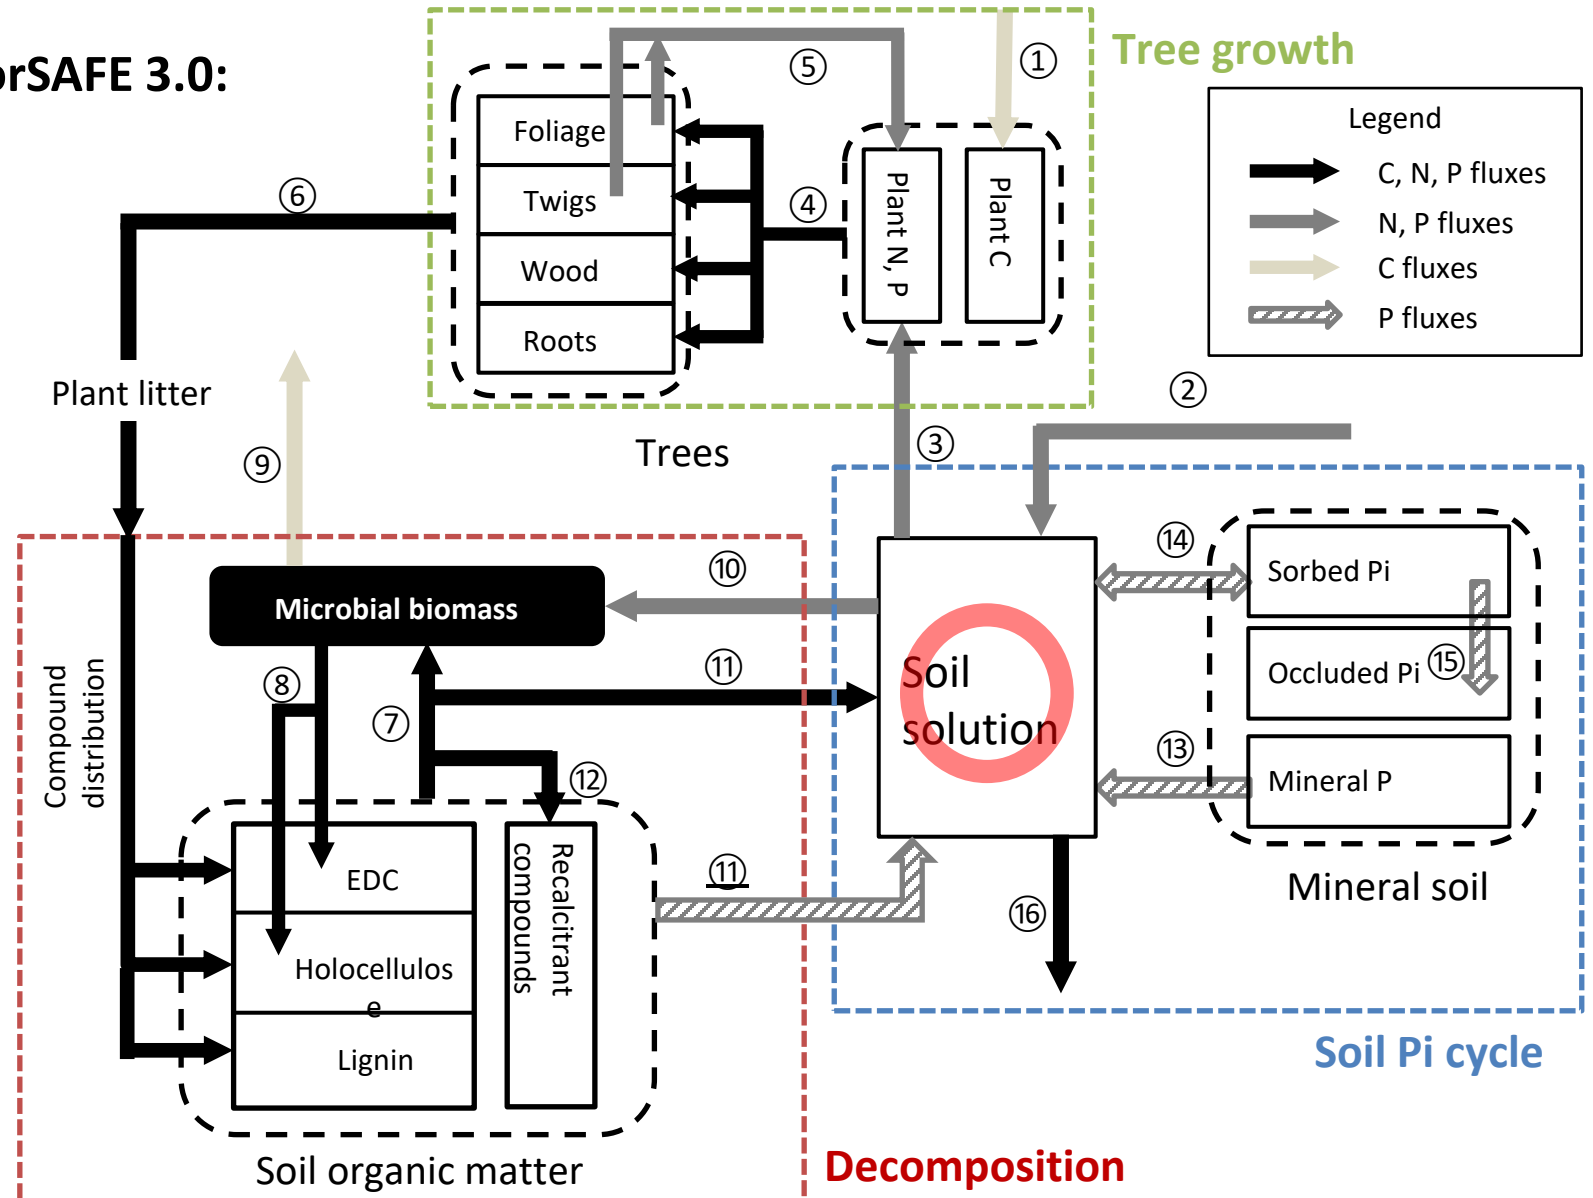 orSAFE 3.0:
Tree growth
①
⑤
Legend
C, N, P fluxes
N, P fluxes
C fluxes
P fluxes
Foliage
Twigs
Wood
Roots
④
Plant N, P
Plant C
⑥
Plant litter
Trees
②
③
⑨
⑩
⑭
Sorbed Pi
Microbial biomass
Compound
distribution
⑧
⑦
⑪
Soil
solution
Occluded Pi
⑮
⑬
Mineral P
⑫
EDC
Holocellulos
e
Lignin
Recalcitrant
compounds
⑪
⑯
Mineral soil
Soil Pi cycle
Soil organic matter
Decomposition